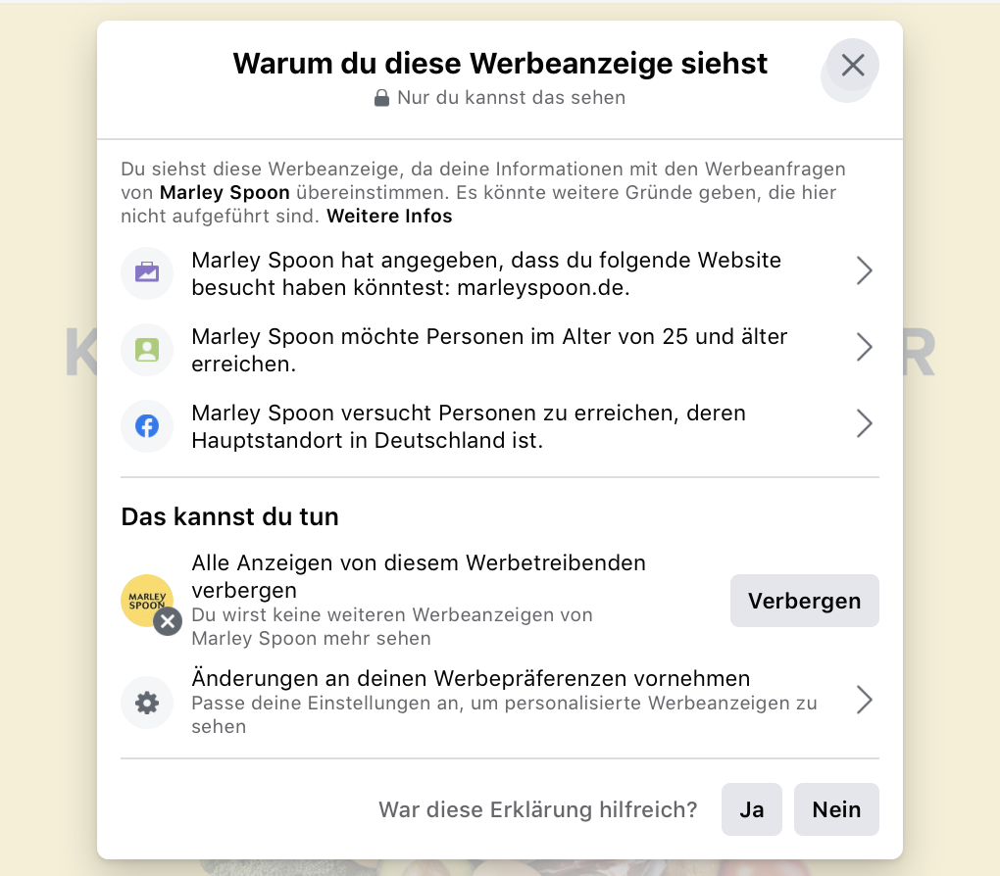 Warum du diese Werbeanzeige siehst
Nur du kannst das sehen
Du siehst diese Werbeanzeige, da deine Informationen mit den Werbeanfragen
von Marley Spoon übereinstimmen. Es könnte weitere Gründe geben, die hier
nicht aufgeführt sind. Weitere Infos
Marley Spoon hat angegeben, dass du folgende Website
besucht haben könntest: marleyspoon.de.
K
R
Marley Spoon möchte Personen im Alter von 25 und älter
erreichen.
Marley Spoon versucht Personen zu erreichen, deren
Hauptstandort in Deutschland ist.
Das kannst du tun
Alle Anzeigen von diesem Werbetreibenden
verbergen
MARLEY
SPOON
Du wirst keine weiteren Werbeanzeigen von
Marley Spoon mehr sehen
Verbergen
Änderungen an deinen Werbepräferenzen vornehmen
Passe deine Einstellungen an, um personalisierte Werbeanzeigen zu
sehen
War diese Erklärung hilfreich?
Ja
Nein